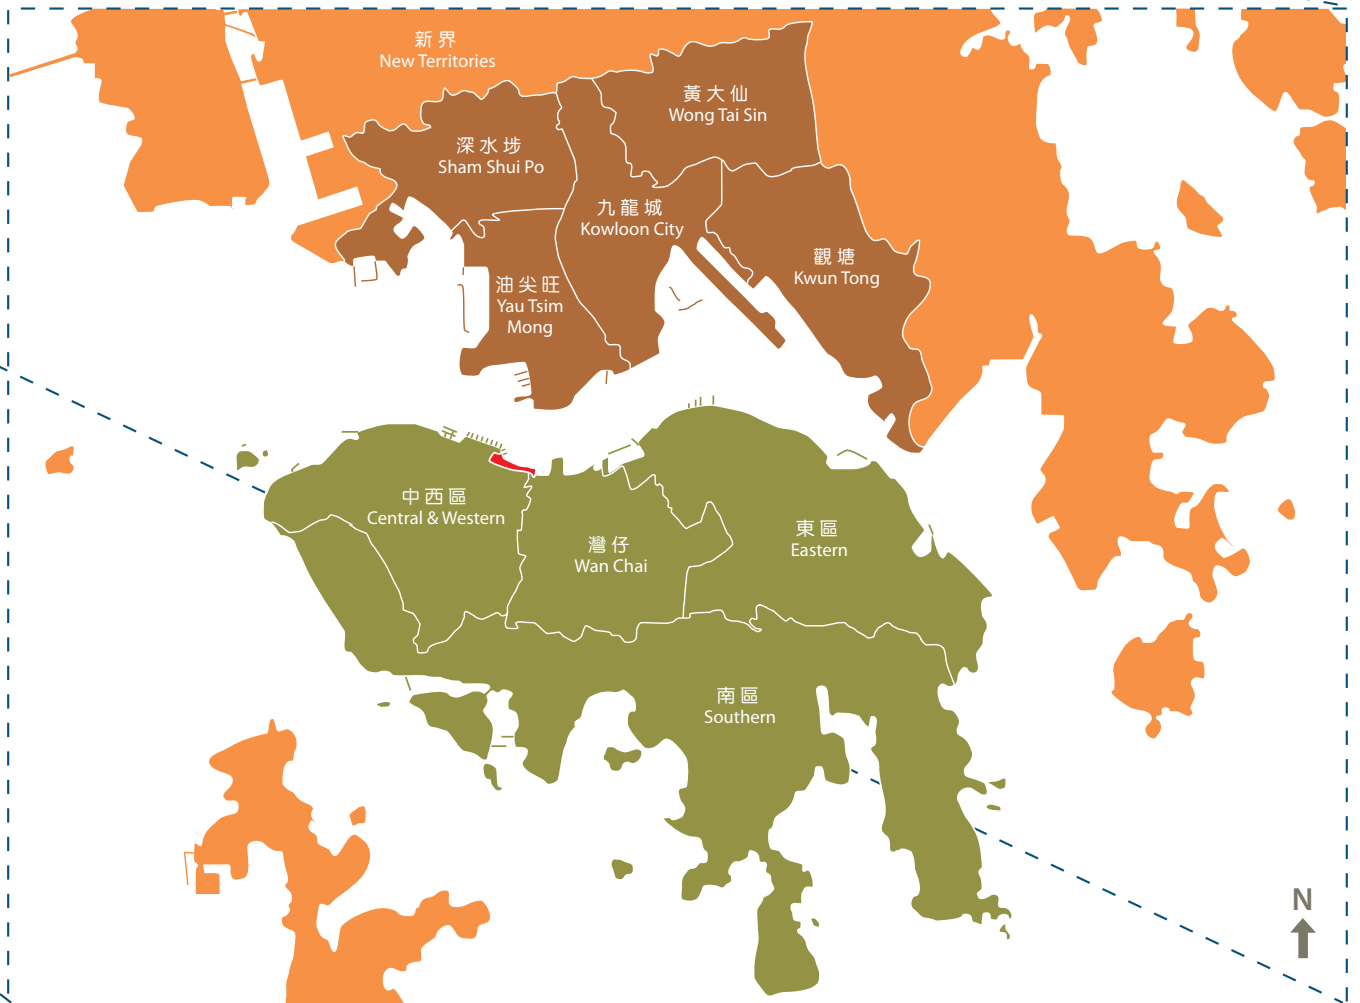 新界
New Territories
黃大仙
Wong Tai Sin
深水埗
Sham Shui Po
九龍城
Kowloon City
觀塘
Kwun Tong
油尖旺
Yau Tsim
Mong
中西區
Central & Western
灣仔
Wan Chai
東區
Eastern
南區
Southern
N